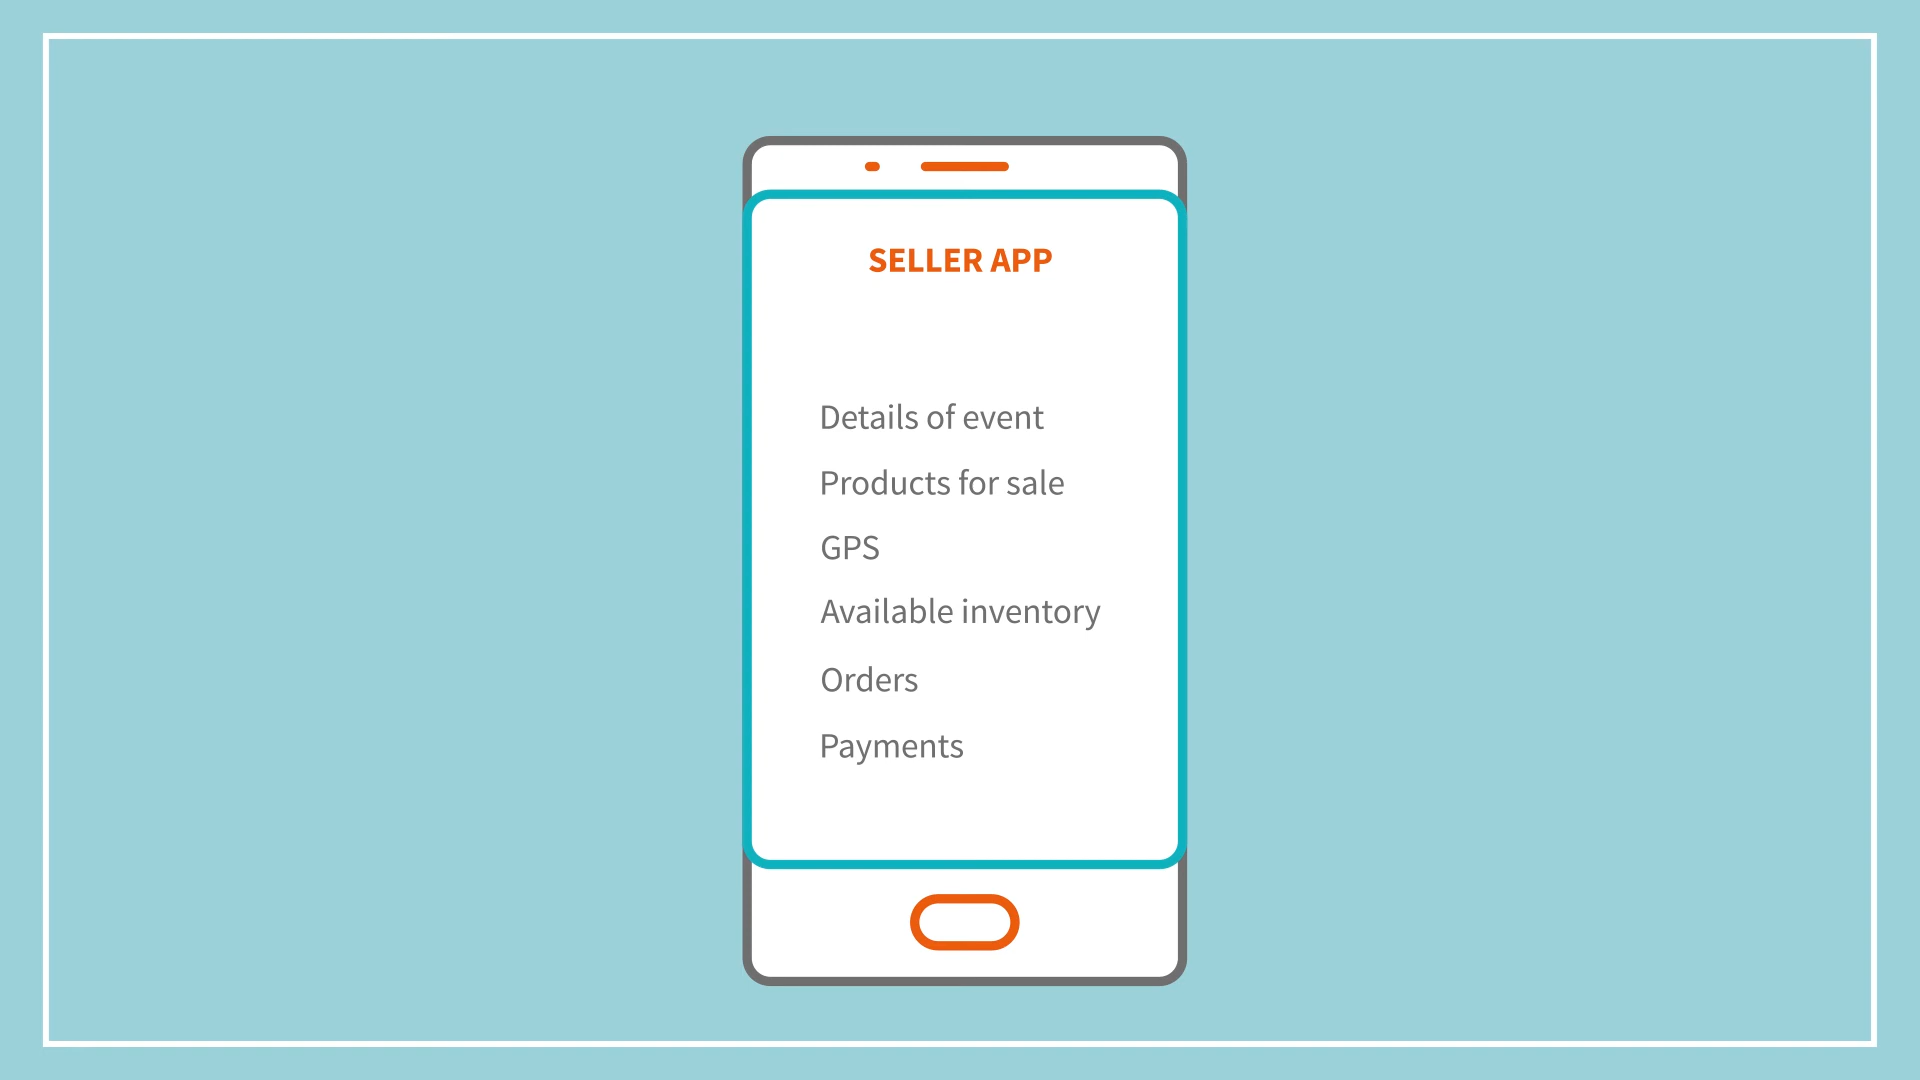 SELLER APP
Details of event
Products for sale
GPS
Available inventory
Orders
Payments